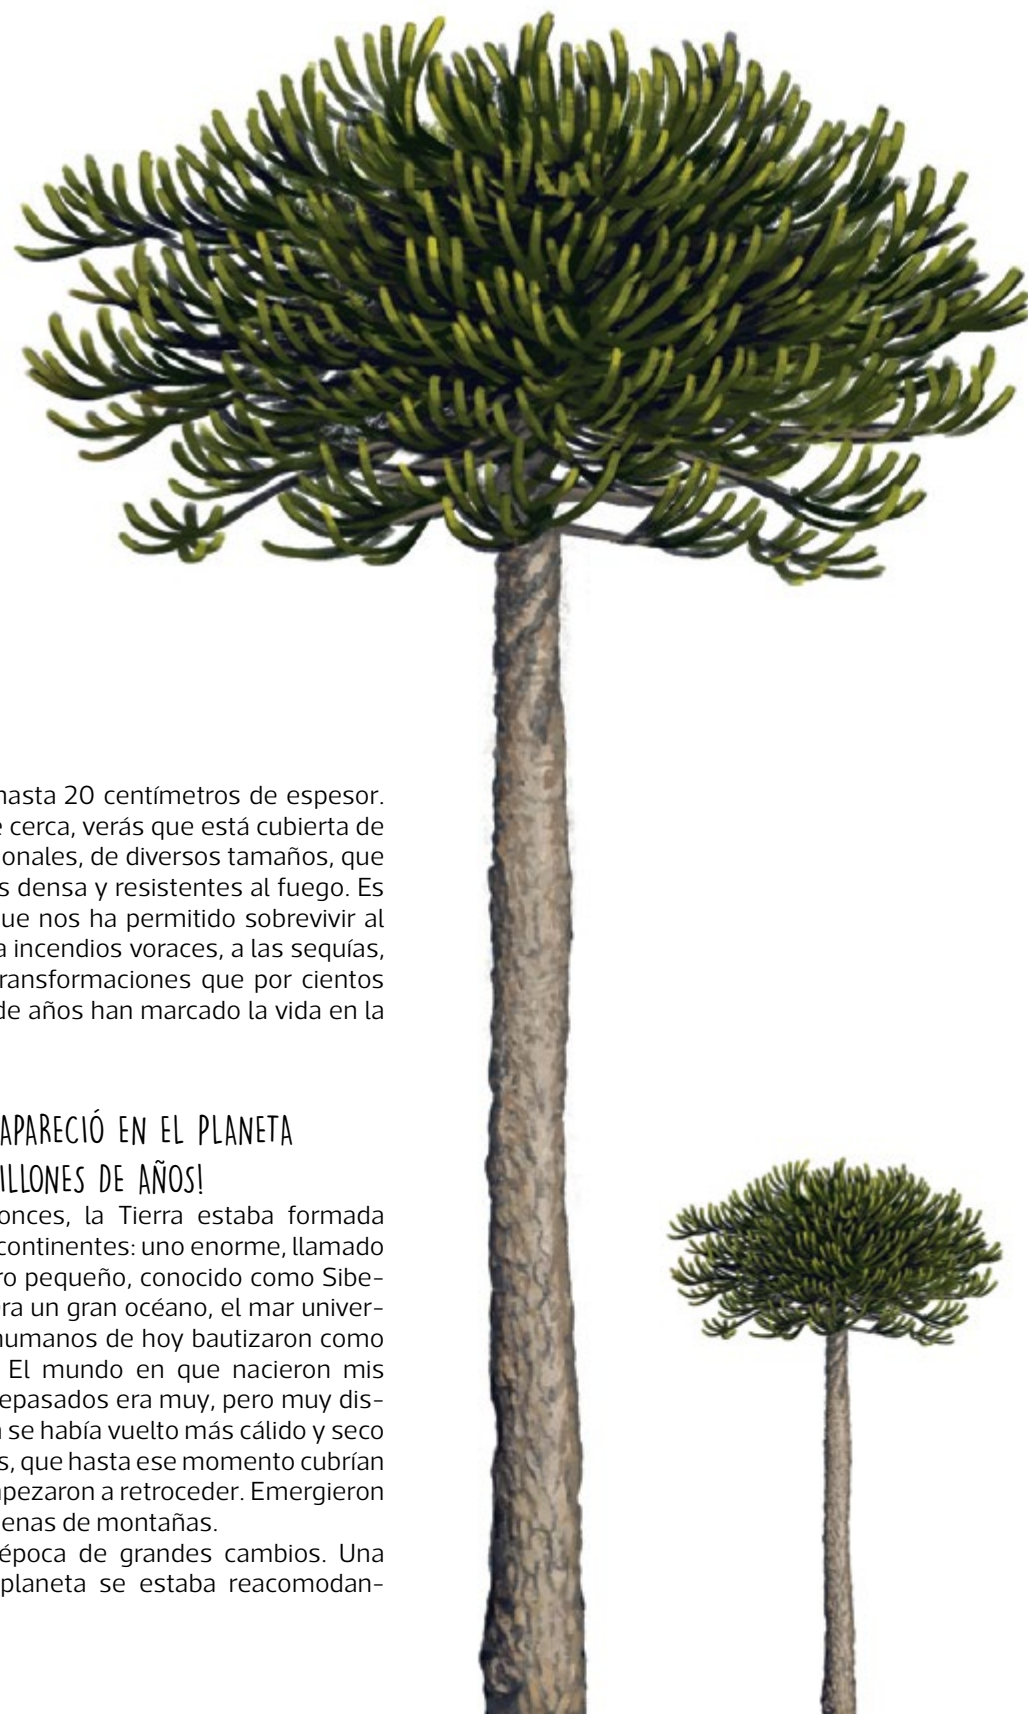 hasta 20 centímetros de espesor.
cerca, verás que está cubierta de
onales, de diversos tamaños, que
densa y resistentes al fuego. Es
que nos ha permitido sobrevivir al
a incendios voraces, a las sequías,
transformaciones que por cientos
de años han marcado la vida en la
APARECIÓ EN EL PLANETA
ILLONES DE AÑOS!
onces, la Tierra estaba formada
continentes: uno enorme, llamado
ro pequeño, conocido como Sibe-
era un gran océano, el mar univer-
humanos de hoy bautizaron como
El mundo en que nacieron mis
epasados era muy, pero muy dis-
se había vuelto más cálido y seco
s, que hasta ese momento cubrían
pezaron a retroceder. Emergieron
enas de montañas.
época de grandes cambios. Una
planeta se estaba reacomodan-